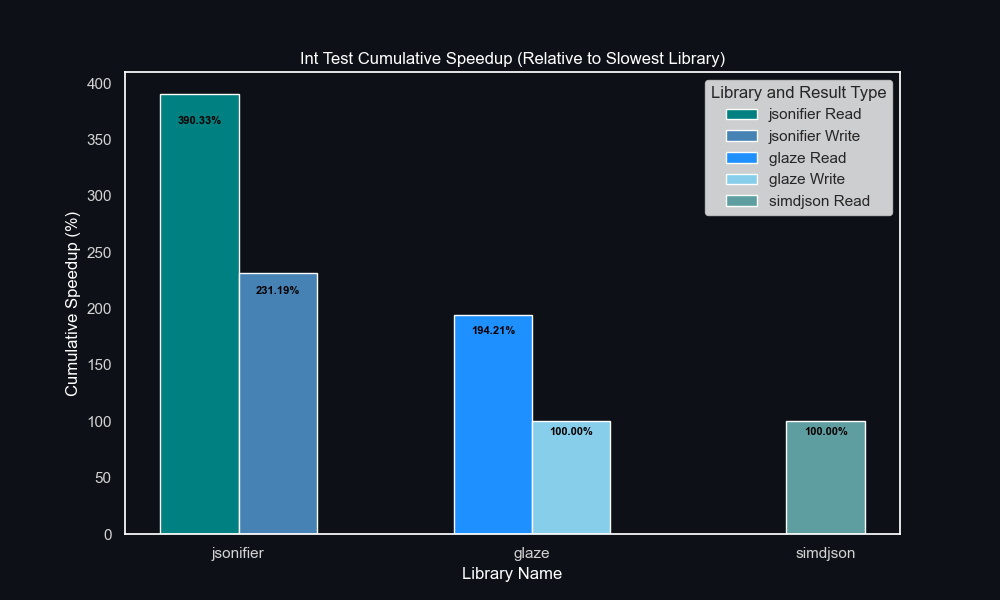 Int Test Cumulative Speedup (Relative to Slowest Library)
Cumulative Speedup (%)
400
350
300
250
200
150
100
50
0
390.33%
231.19%
194.21%
100.00%
100.00%
Library and Result Type
jsonifier Read
jsonifier Write
glaze Read
glaze Write
simdjson Read
jsonifier
glaze
simdjson
Library Name